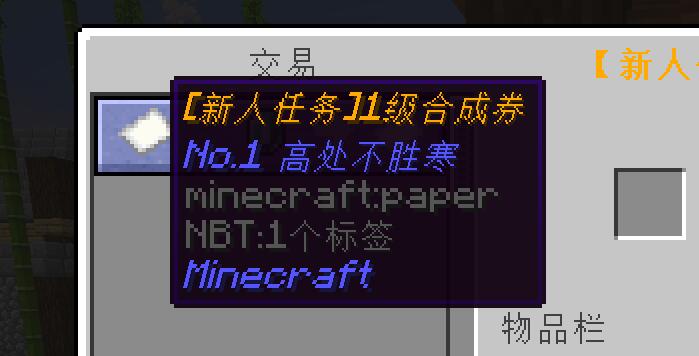 交易
【新人
[新人任务]1级合成券
No.1 高处不胜寒
minecraft:paper
NBT:1个标签
Minecraft
物品栏